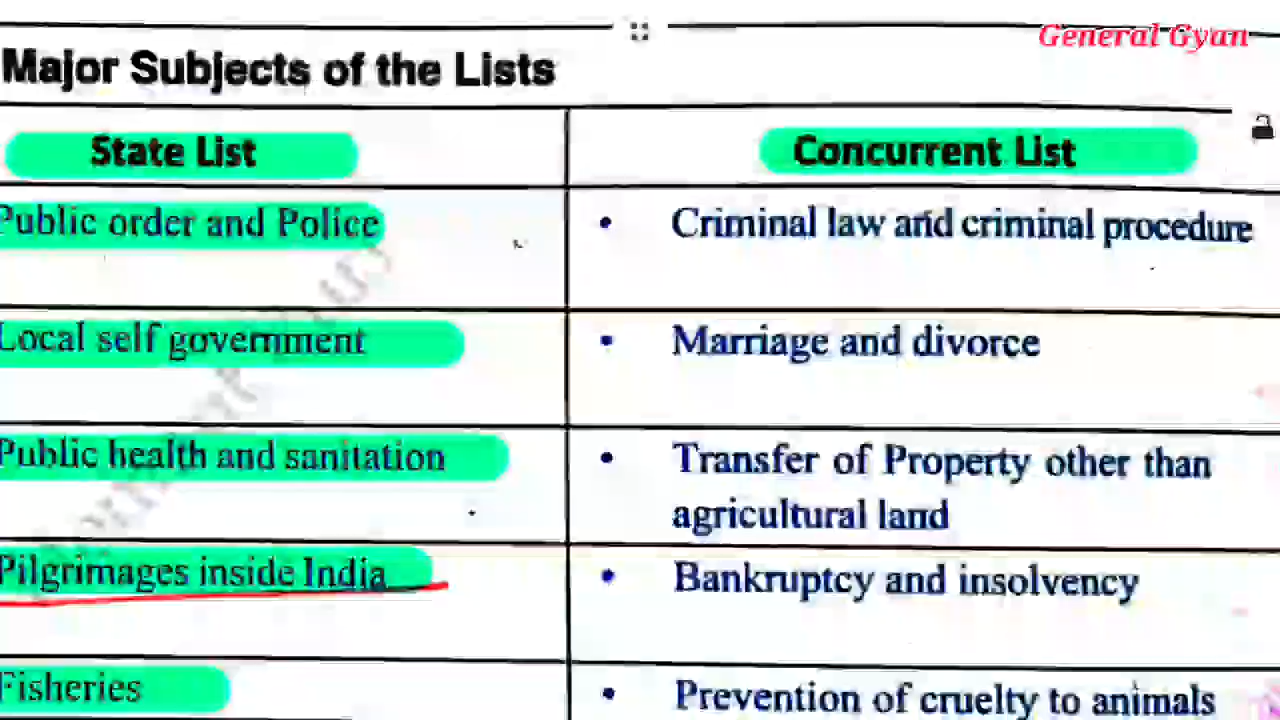 General Gyan
Major Subjects of the Lists
State List
Concurrent List
Public order and Police
• Criminal law and criminal procedure
Local self government
• Marriage and divorce
Public health and sanitation
• Transfer of Property other than
agricultural land
Pilgrimages inside India
• Bankruptcy and insolvency
Fisheries
• Prevention of cruelty to animals